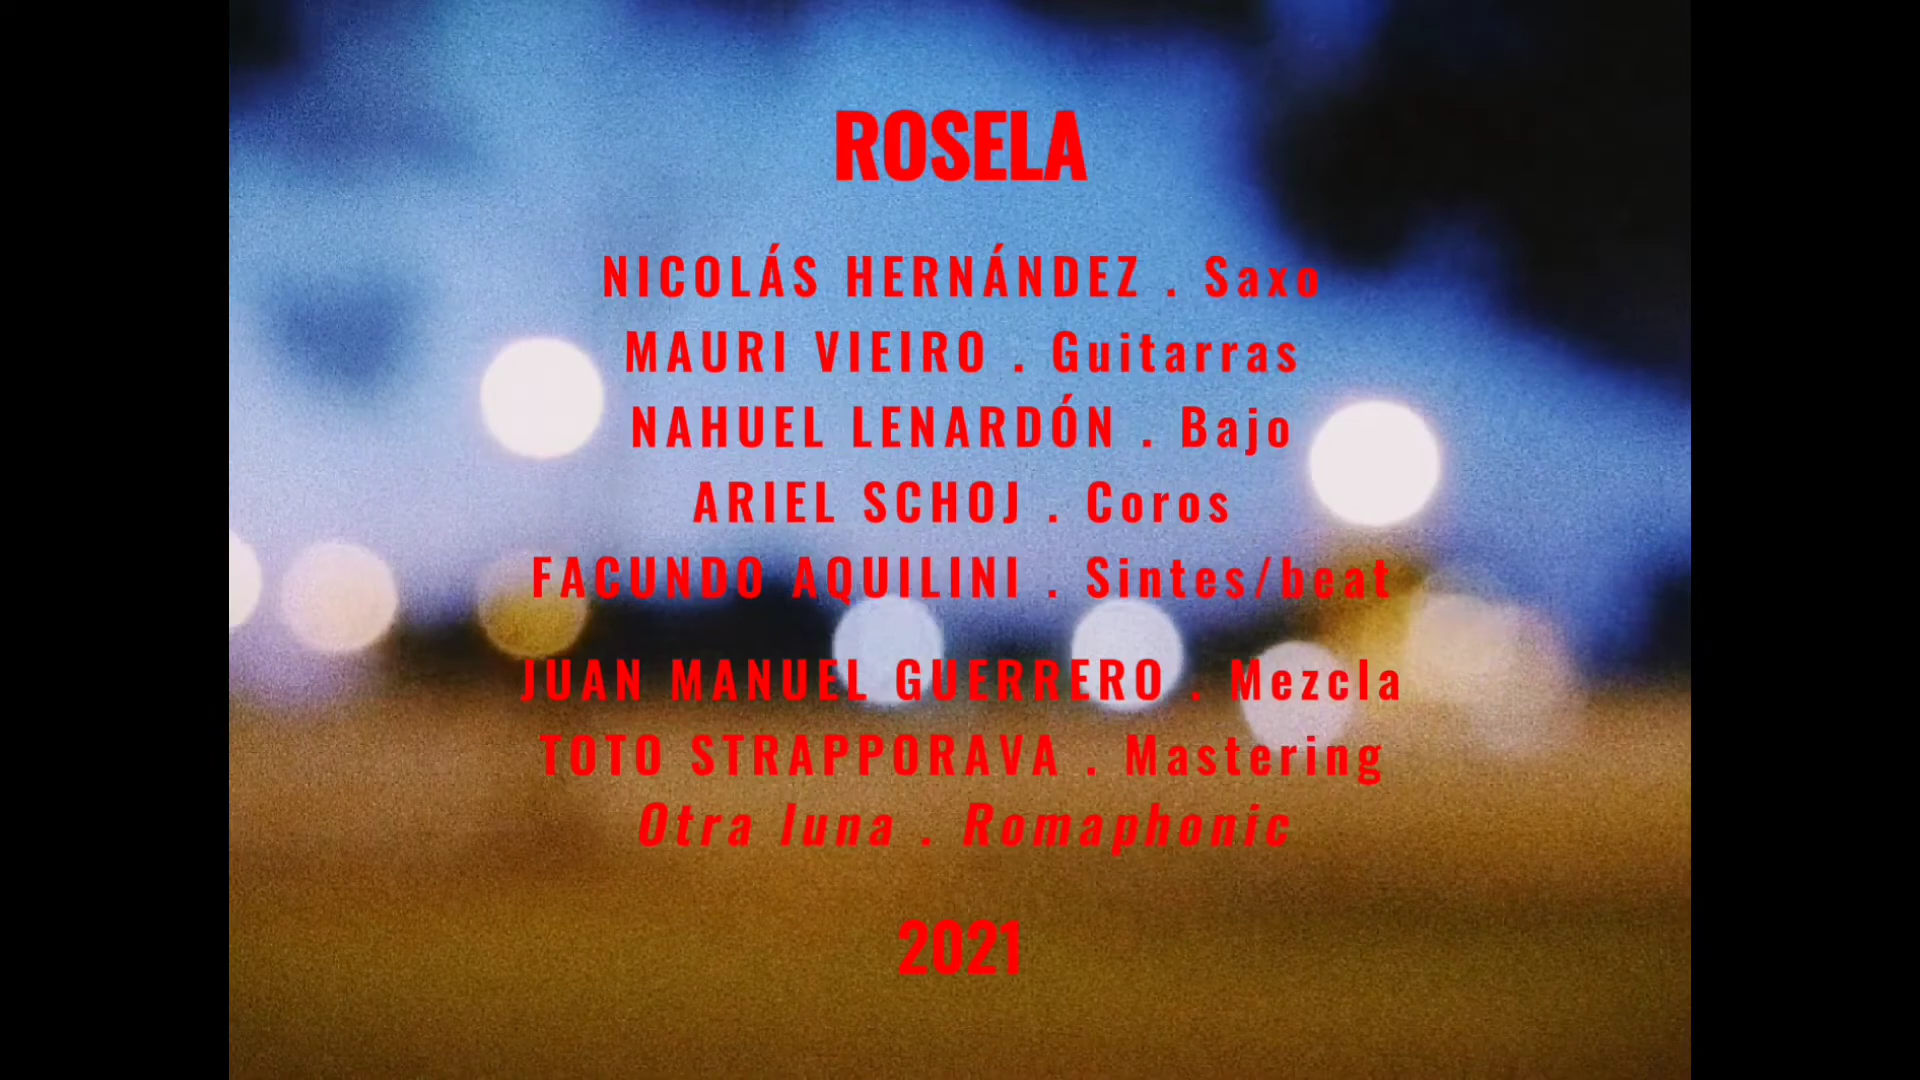 ROSELA
NICOLÁS HERNÁNDEZ . Saxo
MAURI VIEIRO . Guitarras
NAHUEL LENARDÓN . Bajo
ARIEL SCHOJ . Coros
FACUNDO AQUILINI . Sintes/beat
JUAN MANUEL GUERRERO . Mezcla
TOTO STRAPPORAVA . Mastering
Otra luna . Romaphonic
2021